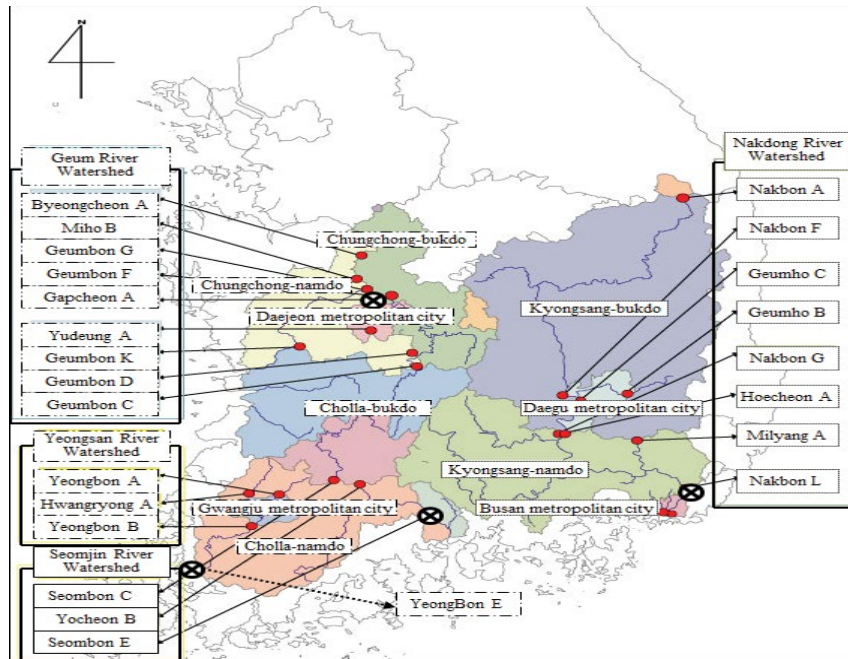 Z
Geum River
Watershed
Byeongcheon A
Miho B
Geumbon G
Geumbon F
Gapcheon A
Yudeung A
Geumbon K
Geumbon D
Geumbon C
Yeongsan River
Watershed
Yeongbon A
Hwangryong A
Yeongbon B
Seomjin River
Watershed
Seombon C
Yocheon B
Seombon E
Chungchong-bukdo
Chungchong-namdo
Daejeon metropolitan city
Cholla-bukdo
Gwangju metropolitan city
Cholla-namdo
YeongBon E
Kyongsang-bukdo
Daegu metropolitan city
Kyongsang-namdo
Busan metropolitan city
Nakdong River
Watershed
Nakbon A
Nakbon F
Geumho C
Geumho B
Nakbon G
Hoecheon A
Milyang A
Nakbon L